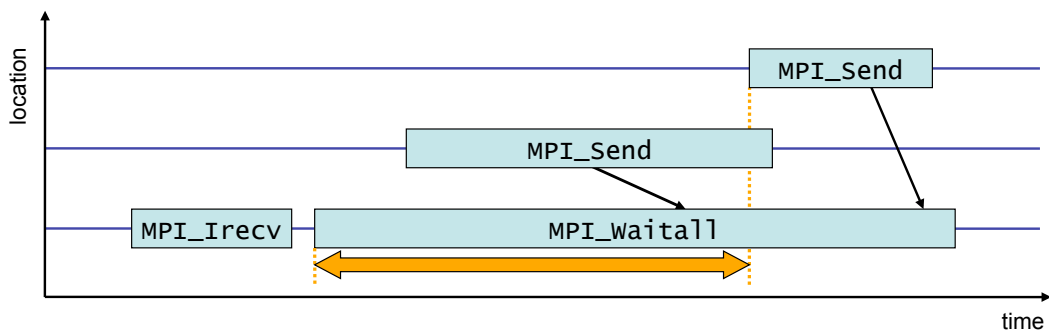 location
MPI_Send
MPI_Send
MPI_Irecv
MPI_Waitall
time